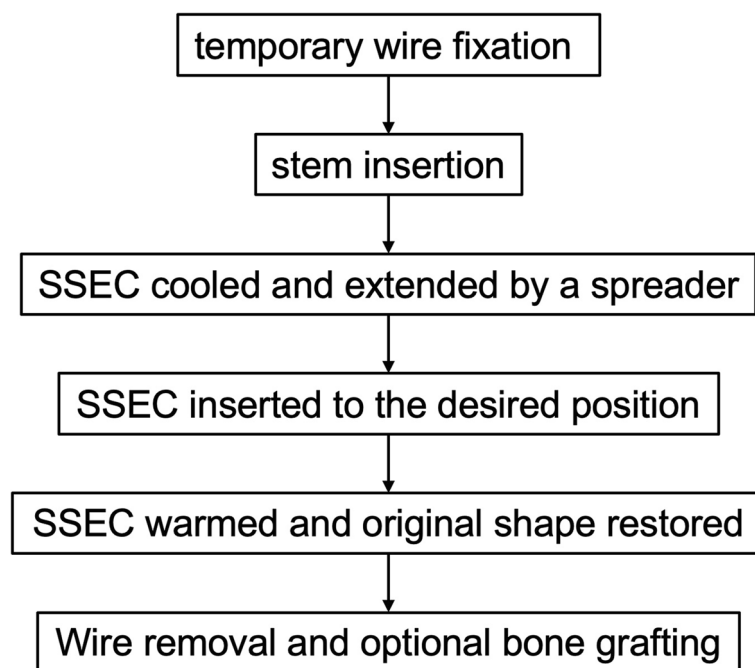 temporary wire fixation
stem insertion
SSEC cooled and extended by a spreader
SSEC inserted to the desired position
SSEC warmed and original shape restored
Wire removal and optional bone grafting